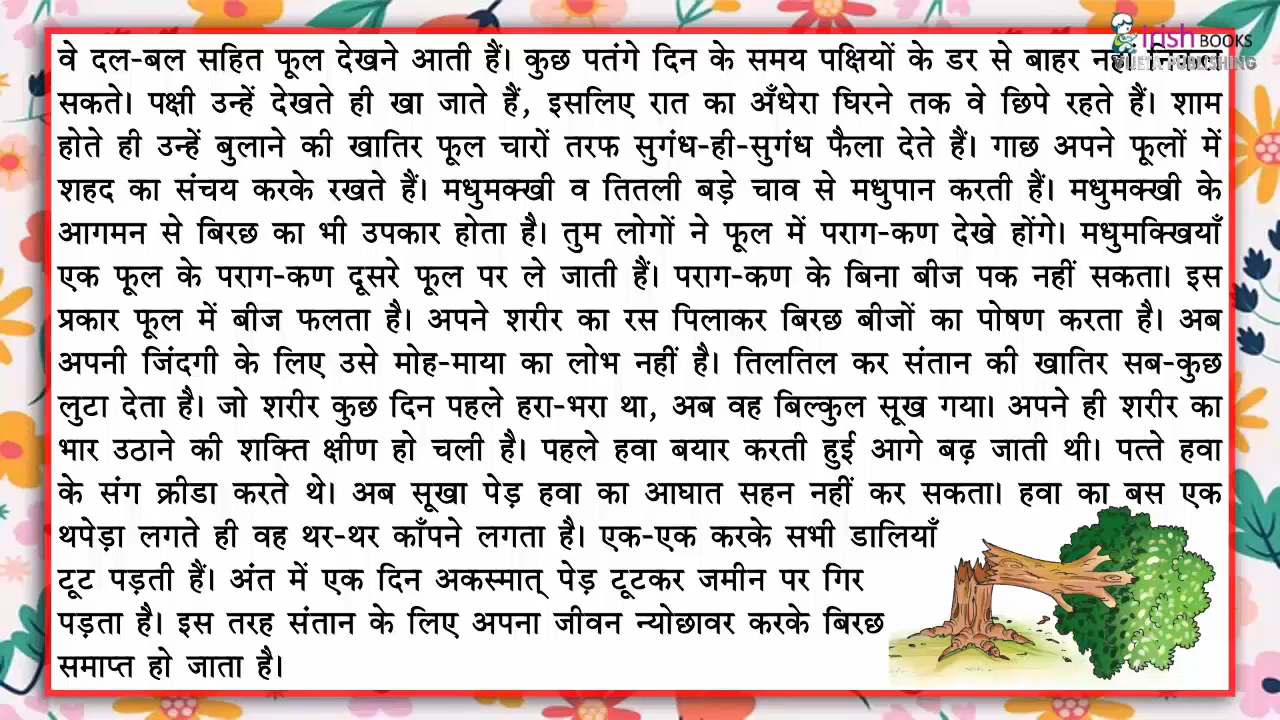 irish BOOKS
वे दल-बल सहित फूल देखने आती हैं। कुछ पतंगे दिन के समय पक्षियों के डर से बाहर नहीं
सकते। पक्षी उन्हें देखते ही खा जाते हैं, इसलिए रात का अँधेरा घिरने तक वे छिपे रहते हैं। शाम
होते ही उन्हें बुलाने की खातिर फूल चारों तरफ सुगंध-ही-सुगंध फैला देते हैं। गाछ अपने फूलों में
शहद का संचय करके रखते हैं। मधुमक्खी व तितली बड़े चाव से मधुपान करती हैं। मधुमक्खी के
आगमन से बिरछ का भी उपकार होता है। तुम लोगों ने फूल में पराग-कण देखे होंगे। मधुमक्खियाँ
एक फूल के पराग-कण दूसरे फूल पर ले जाती हैं। पराग-कण के बिना बीज पक नहीं सकता। इस
प्रकार फूल में बीज फलता है। अपने शरीर का रस पिलाकर बिरछ बीजों का पोषण करता है। अब
अपनी जिंदगी के लिए उसे मोह-माया का लोभ नहीं है। तिलतिल कर संतान की खातिर सब-कुछ
लुटा देता है। जो शरीर कुछ दिन पहले हरा-भरा था, अब वह बिल्कुल सूख गया। अपने ही शरीर का
भार उठाने की शक्ति क्षीण हो चली है। पहले हवा बयार करती हुई आगे बढ़ जाती थी। पत्ते हवा
के संग क्रीडा करते थे। अब सूखा पेड़ हवा का आघात सहन नहीं कर सकता। हवा का बस एक
थपेड़ा लगते ही वह थर-थर काँपने लगता है। एक-एक करके सभी डालियाँ
टूट पड़ती हैं। अंत में एक दिन अकस्मात् पेड़ टूटकर जमीन पर गिर
पड़ता है। इस तरह संतान के लिए अपना जीवन न्योछावर करके बिरछ
समाप्त हो जाता है।